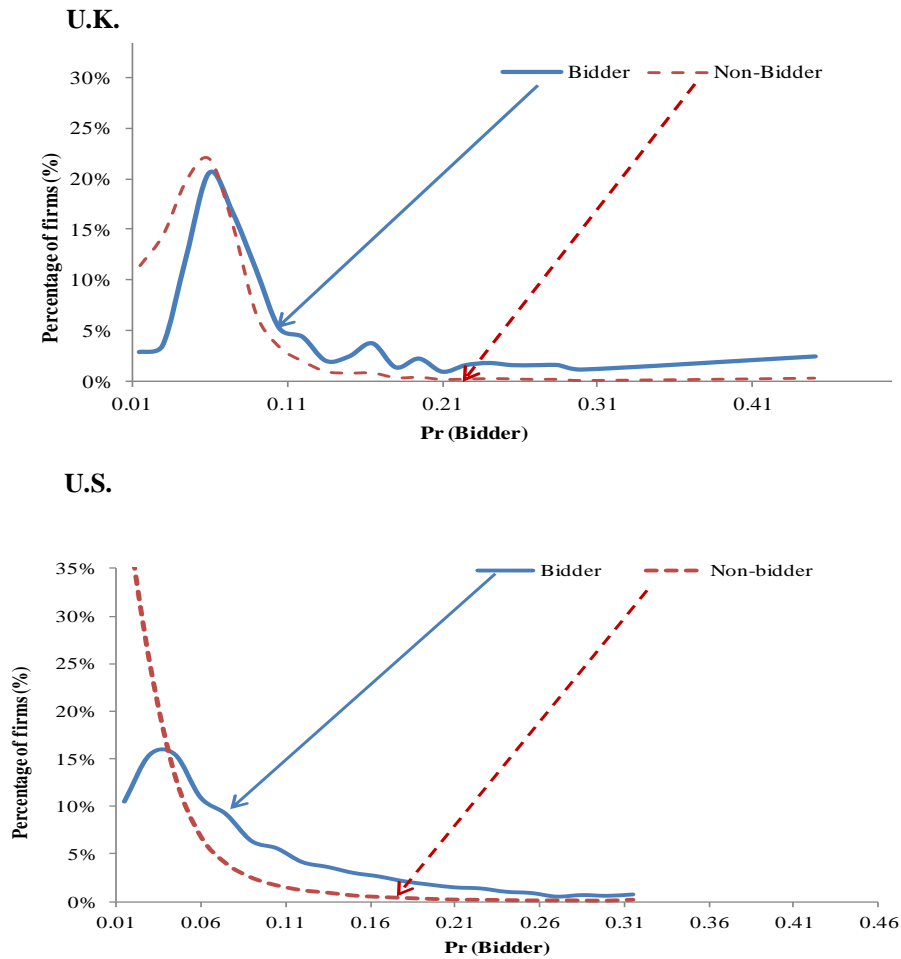 U.K.
Bidder Non-Bidder
30%
25%
20%
15%
10%
5%
0%
Percentage of firms (%)
0.01 0.11 0.21 0.31 0.41
Pr (Bidder)
U.S.
Bidder Non-bidder
35%
30%
25%
20%
15%
10%
5%
0%
Percentage of firms (%)
0.01 0.06 0.11 0.16 0.21 0.26 0.31 0.36 0.41 0.46
Pr (Bidder)